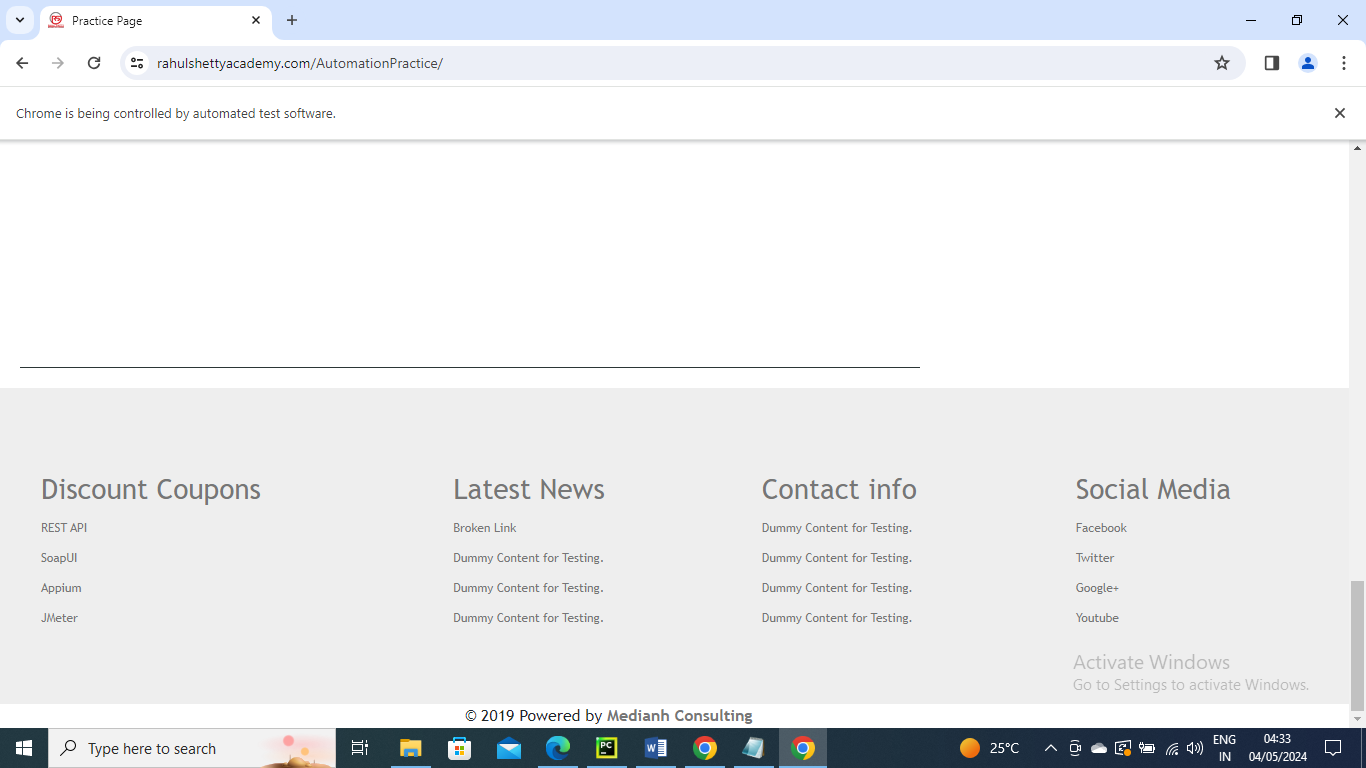 Practice Page
rahulshettyacademy.com/AutomationPractice/
Chrome is being controlled by automated test software.
Discount Coupons
REST API
SoapUI
Appium
JMeter
Latest News
Broken Link
Dummy Content for Testing.
Dummy Content for Testing.
Dummy Content for Testing.
Contact info
Dummy Content for Testing.
Dummy Content for Testing.
Dummy Content for Testing.
Dummy Content for Testing.
Social Media
Facebook
Twitter
Google+
Youtube
Activate Windows
Go to Settings to activate Windows.
© 2019 Powered by Medianh Consulting
Type here to search
PC
W
25°C
ENG
IN
04:33
04/05/2024